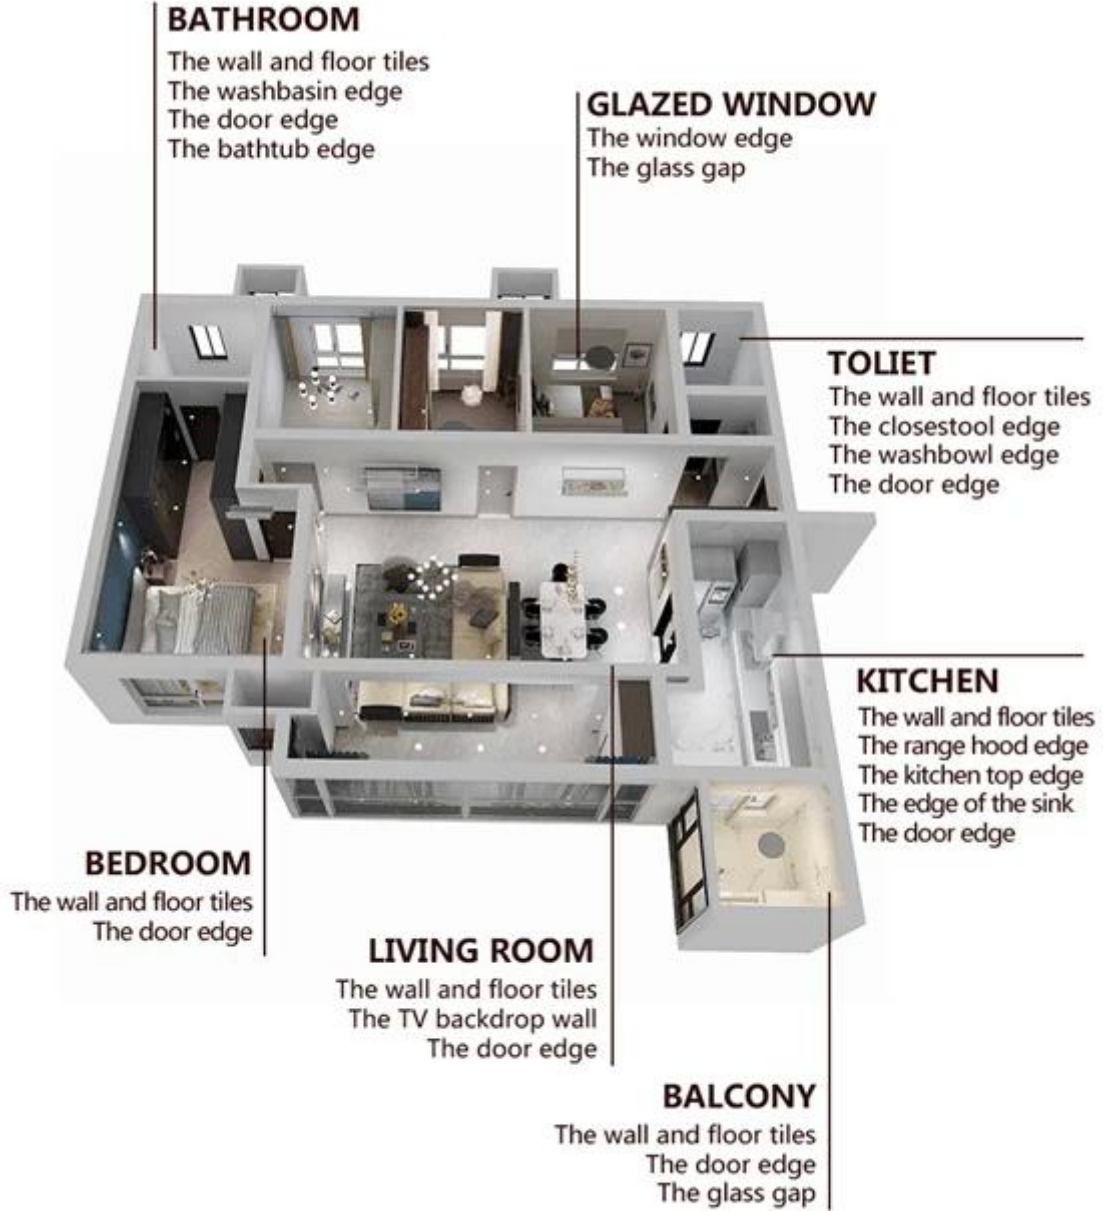 BATHROOM
The wall and floor tiles
The washbasin edge
The door edge
The bathtub edge
GLAZED WINDOW
The window edge
The glass gap
TOLIET
The wall and floor tiles
The closestool edge
The washbowl edge
The door edge
KITCHEN
The wall and floor tiles
The range hood edge
The kitchen top edge
The edge of the sink
The door edge
BEDROOM
The wall and floor tiles
The door edge
LIVING ROOM
The wall and floor tiles
The TV backdrop wall
The door edge
BALCONY
The wall and floor tiles
The door edge
The glass gap